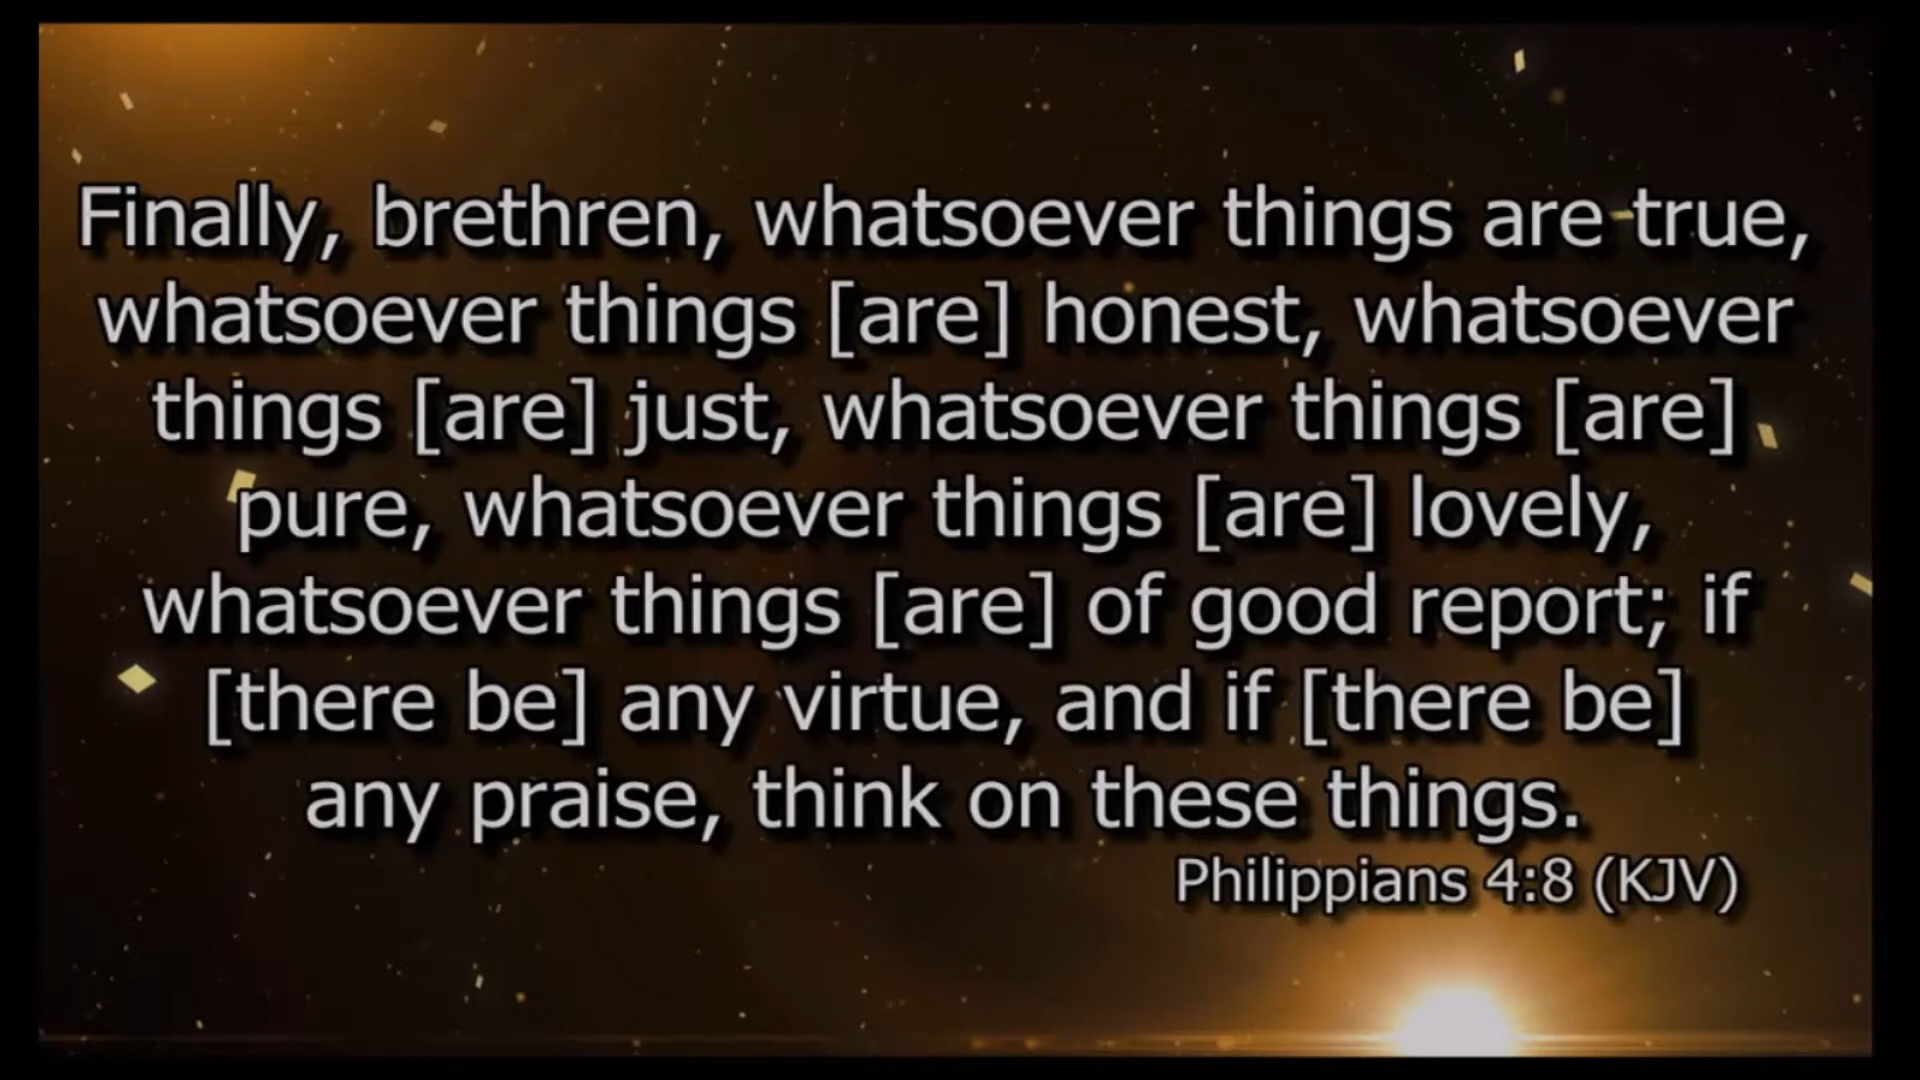 Finally, brethren, whatsoever things are true,
whatsoever things [are] honest, whatsoever
things [are] just, whatsoever things [are]
pure, whatsoever things [are] lovely,
whatsoever things [are] of good report; if
[there be] any virtue, and if [there be]
any praise, think on these things.
Philippians 4:8 (KJV)